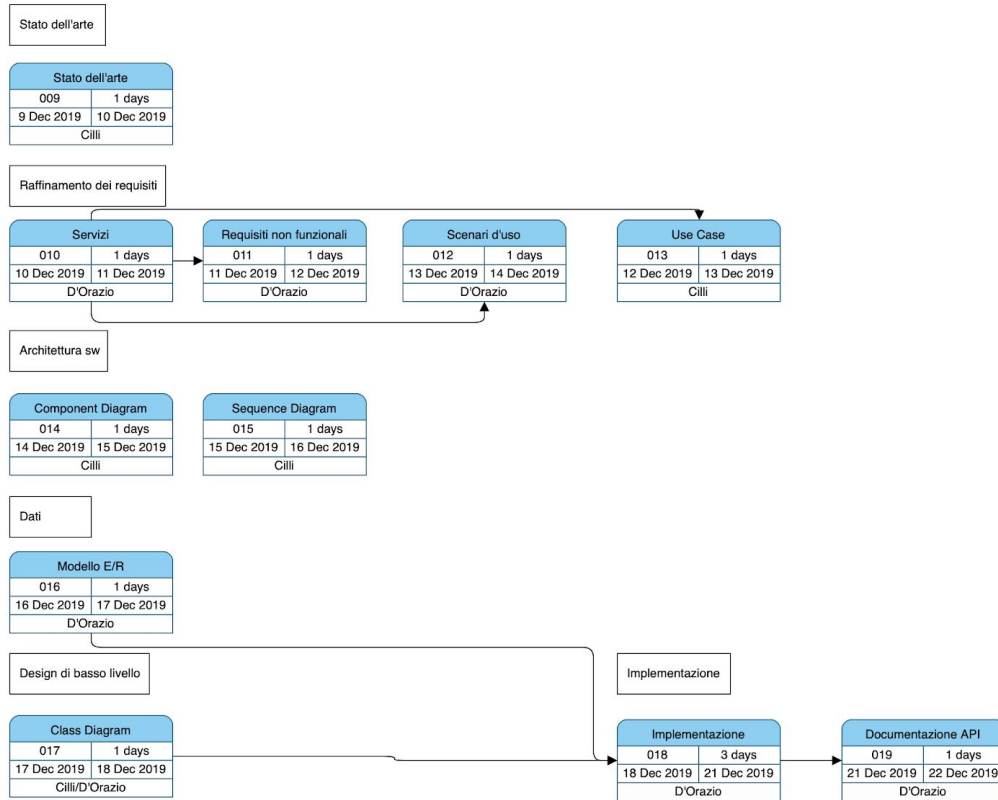 Stato dell'arte
Stato dell'arte
009 1 days
9 Dec 2019 10 Dec 2019
Cilli
Raffinamento dei requisiti
Servizi
010 1 days
10 Dec 2019 11 Dec 2019
D'Orazio
Requisiti non funzionali
011 1 days
11 Dec 2019 12 Dec 2019
D'Orazio
Scenari d'uso
012 1 days
13 Dec 2019 14 Dec 2019
D'Orazio
Use Case
013 1 days
12 Dec 2019 13 Dec 2019
Cilli
Architettura sw
Component Diagram
014 1 days
14 Dec 2019 15 Dec 2019
Cilli
Sequence Diagram
015 1 days
15 Dec 2019 16 Dec 2019
Cilli
Dati
Modello E/R
016 1 days
16 Dec 2019 17 Dec 2019
D'Orazio
Design di basso livello
Implementazione
Class Diagram
017 1 days
17 Dec 2019 18 Dec 2019
Cilli/D'Orazio
Implementazione
018 3 days
18 Dec 2019 21 Dec 2019
D'Orazio
Documentazione API
019 1 days
21 Dec 2019 22 Dec 2019
D'Orazio